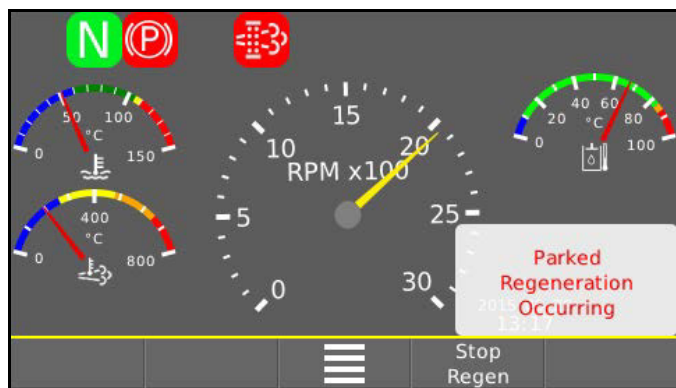 N (P)
50 100
°C
0 150
400
°C
0 800
15
10 20
RPM x100
5 25
0 30
40 60
20 80
°C
0 100
Parked
Regeneration
Occurring
13:17
Stop
Regen